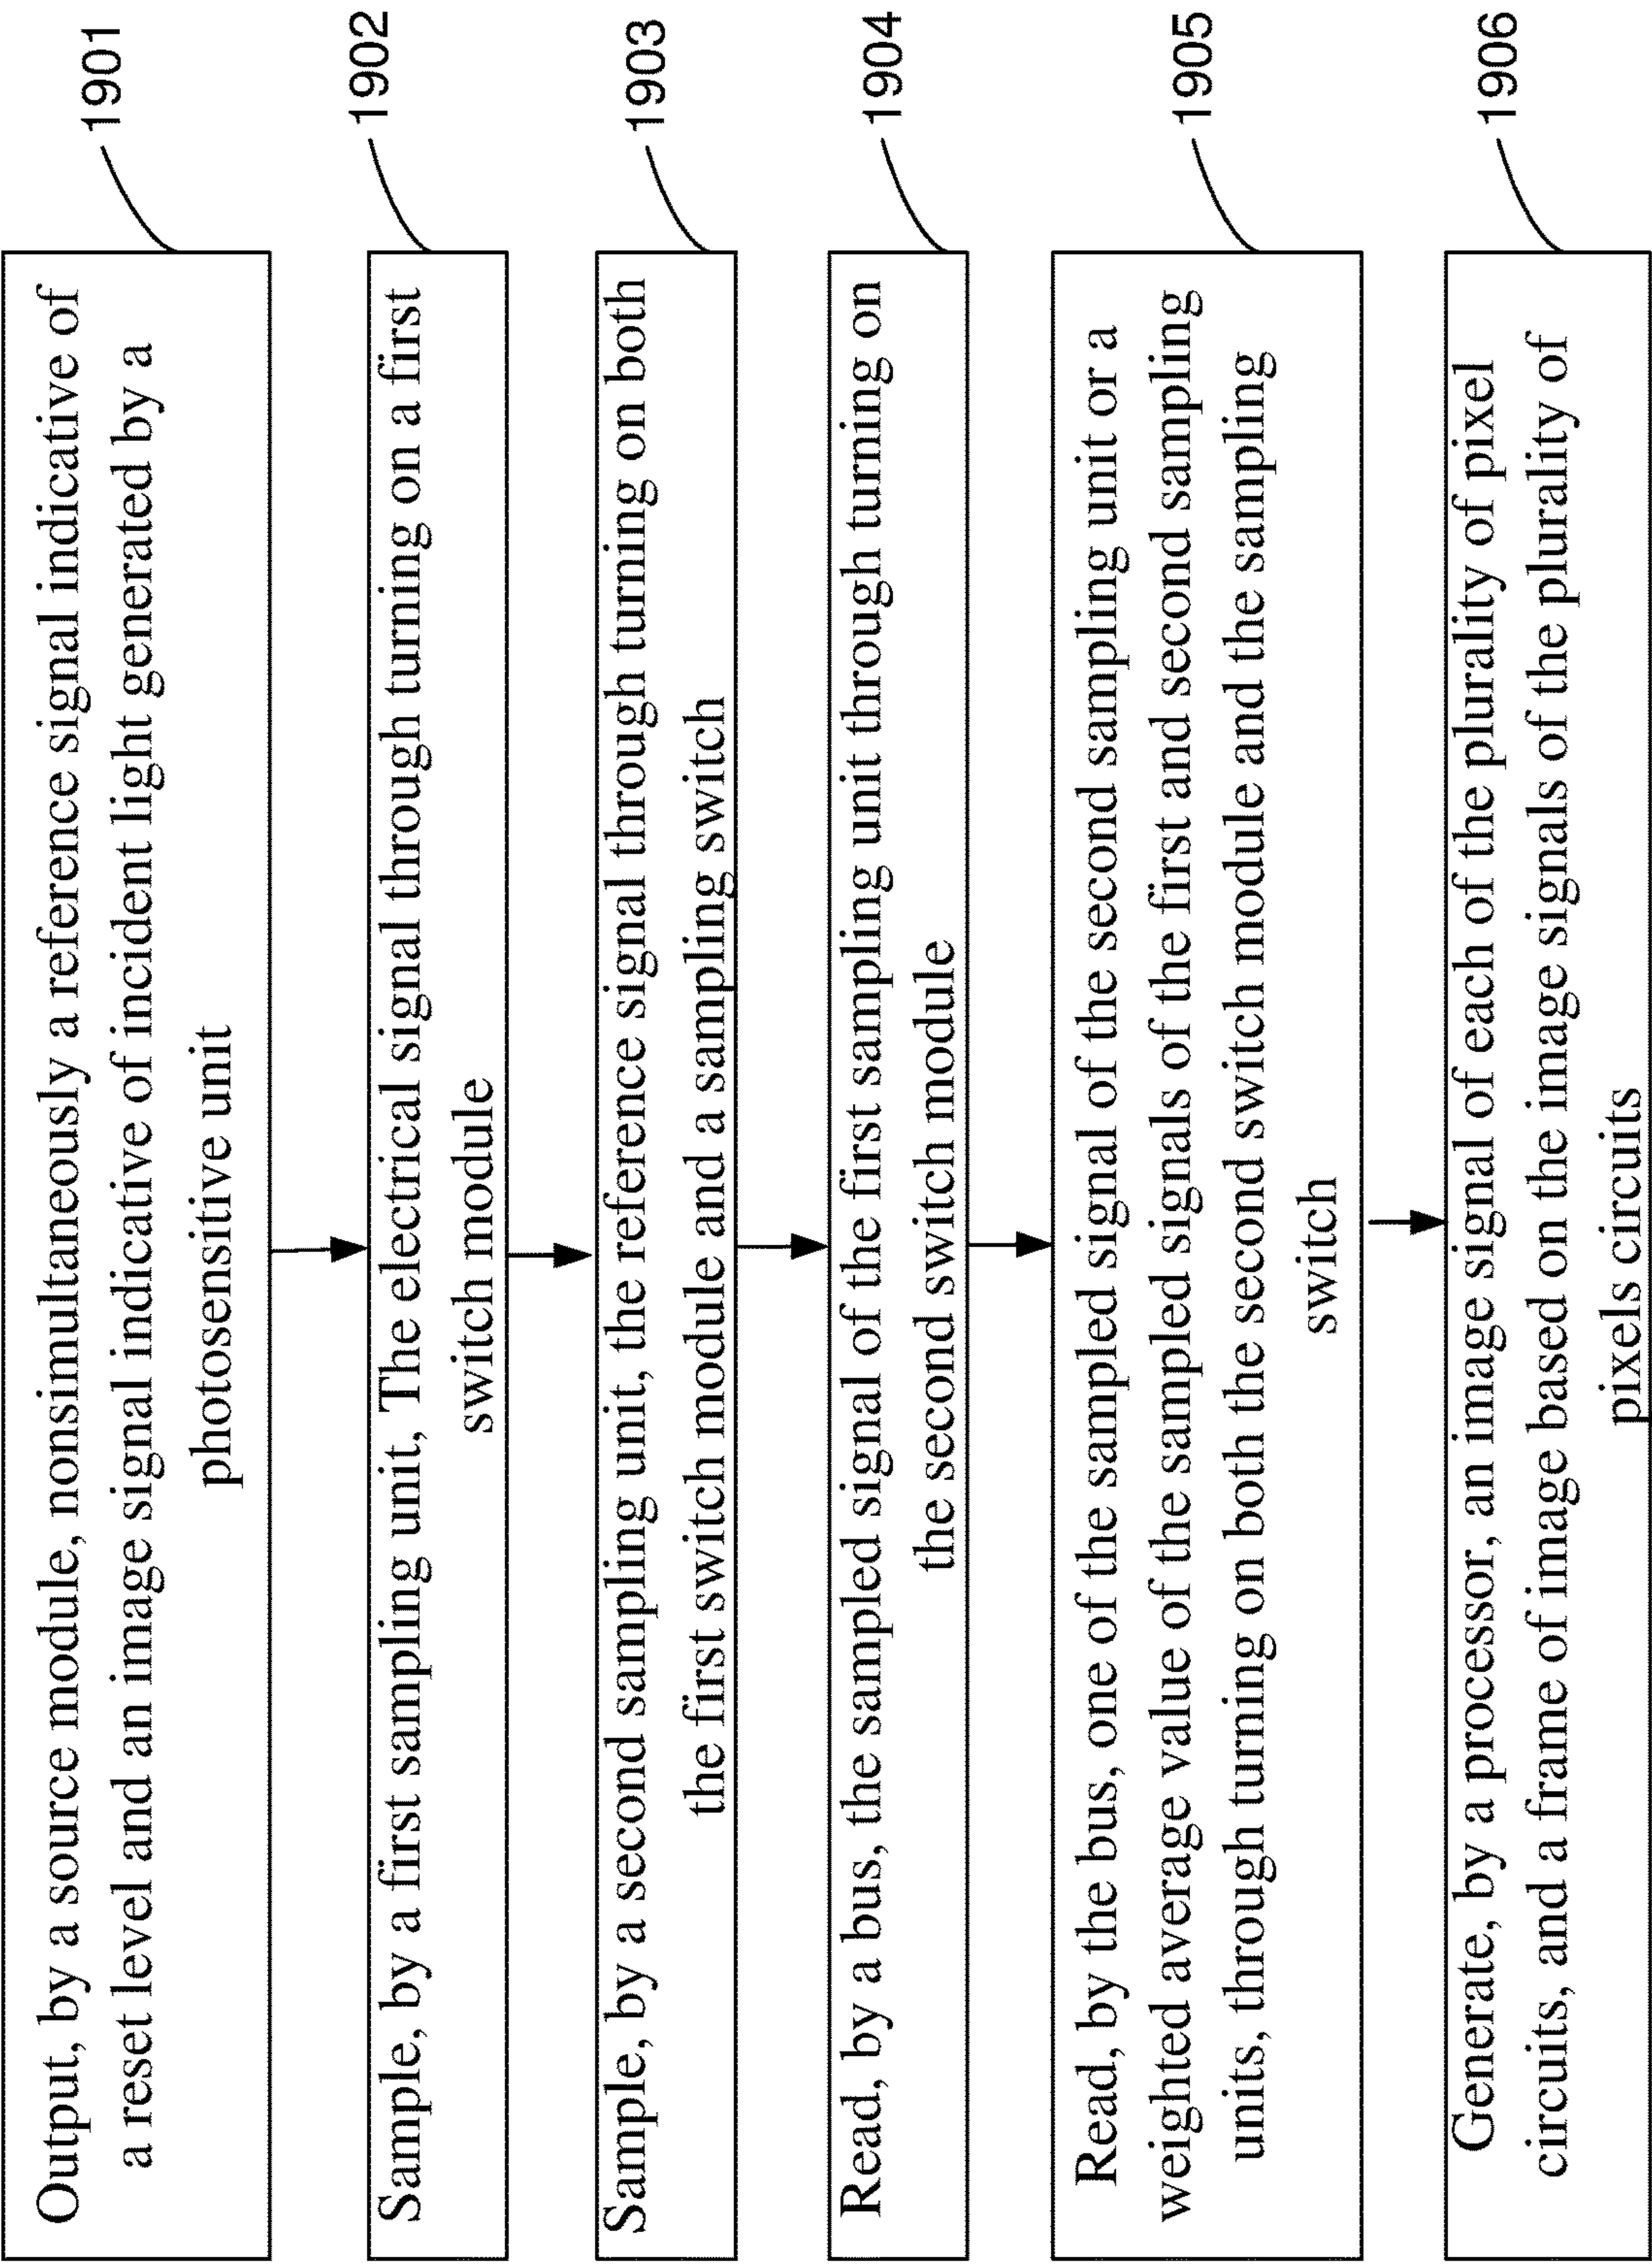 Output, by a source module, nonsimultaneously a reference signal indicative of
a reset level and an image signal indicative of incident light generated by a
photosensitive unit
1901
Sample, by a first sampling unit, The electrical signal through turning on a first
switch module
1902
Sample, by a second sampling unit, the reference signal through turning on both
the first switch module and a sampling switch
1903
Read, by a bus, the sampled signal of the first sampling unit through turning on
the second switch module
1904
Read, by the bus, one of the sampled signal of the second sampling unit or a
weighted average value of the sampled signals of the first and second sampling
units, through turning on both the second switch module and the sampling
switch
1905
Generate, by a processor, an image signal of each of the plurality of pixel
circuits, and a frame of image based on the image signals of the plurality of
pixels circuits
1906